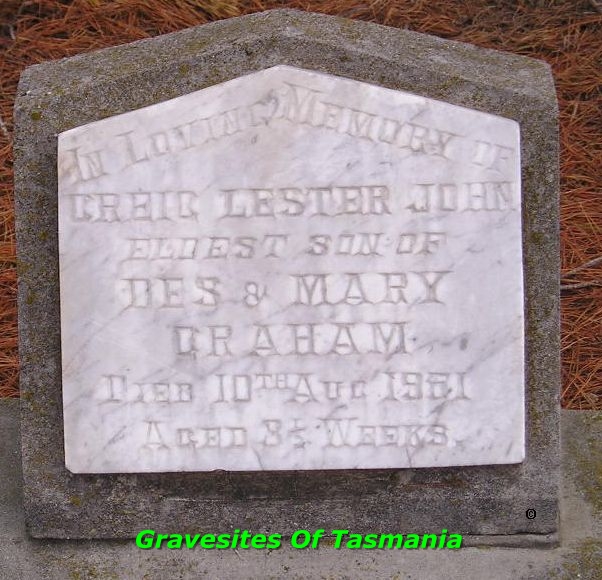 In Loving Memory of
Greig Lester John
Eldest Son of
Des & Mary
Graham
Died 10th Aug 1951
Aged 8½ Weeks.
©
Gravesites Of Tasmania